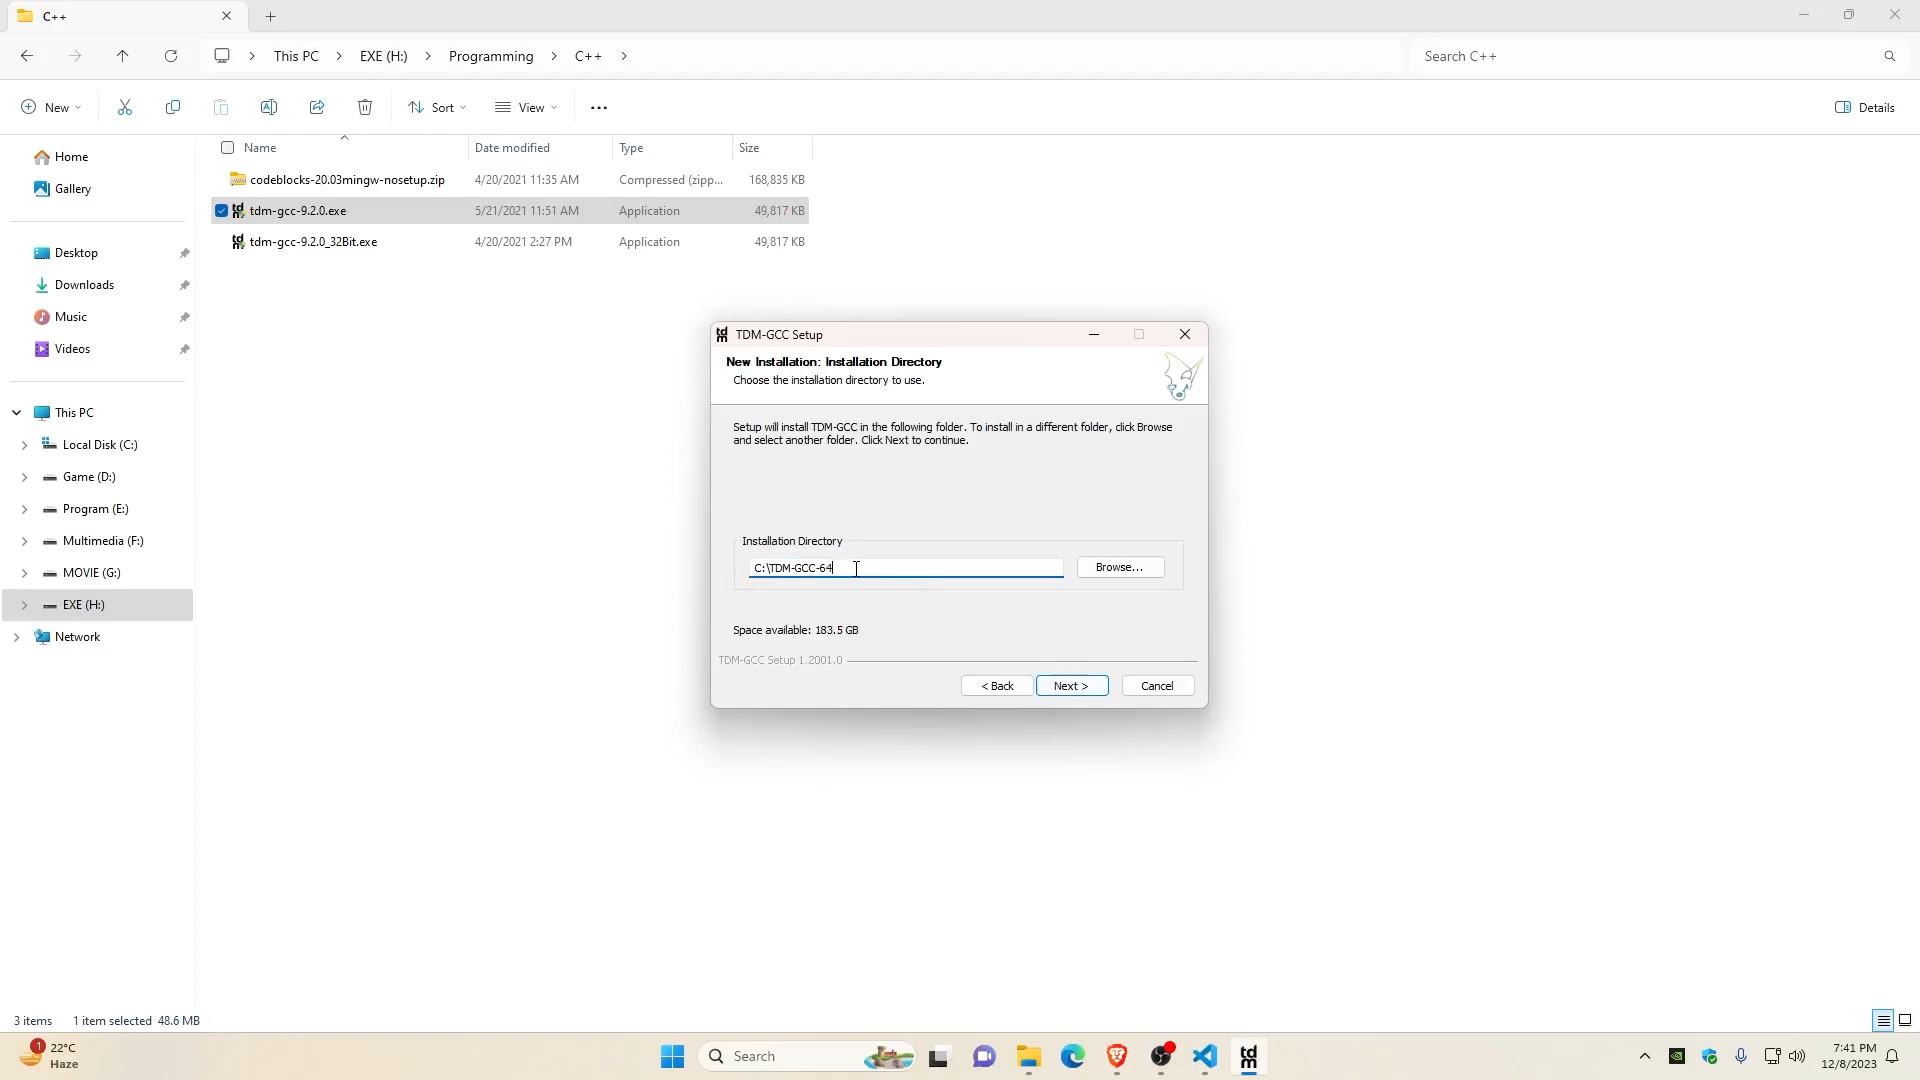 C++
This PC
EXE (H:)
Programming
C++
Search C++
New
Sort
View
Details
Name
Date modified
Type
Size
codeblocks-20.03mingw-nosetup.zip
4/20/2021 11:35 AM
Compressed (zipp...
168,835 KB
tdm-gcc-9.2.0.exe
5/21/2021 11:51 AM
Application
49,817 KB
tdm-gcc-9.2.0_32Bit.exe
4/20/2021 2:27 PM
Application
49,817 KB
Home
Gallery
Desktop
Downloads
Music
Videos
This PC
Local Disk (C:)
Game (D:)
Program (E:)
Multimedia (F:)
MOVIE (G:)
EXE (H:)
Network
TDM-GCC Setup
New Installation: Installation Directory
Choose the installation directory to use.
Setup will install TDM-GCC in the following folder. To install in a different folder, click Browse
and select another folder. Click Next to continue.
Installation Directory
C:\TDM-GCC-64
Browse...
Space available: 183.5 GB
TDM-GCC Setup 1.2001.0
< Back
Next >
Cancel
3 items
1 item selected 48.6 MB
1
22°C
Haze
Search
tdm
7:41 PM
12/8/2023